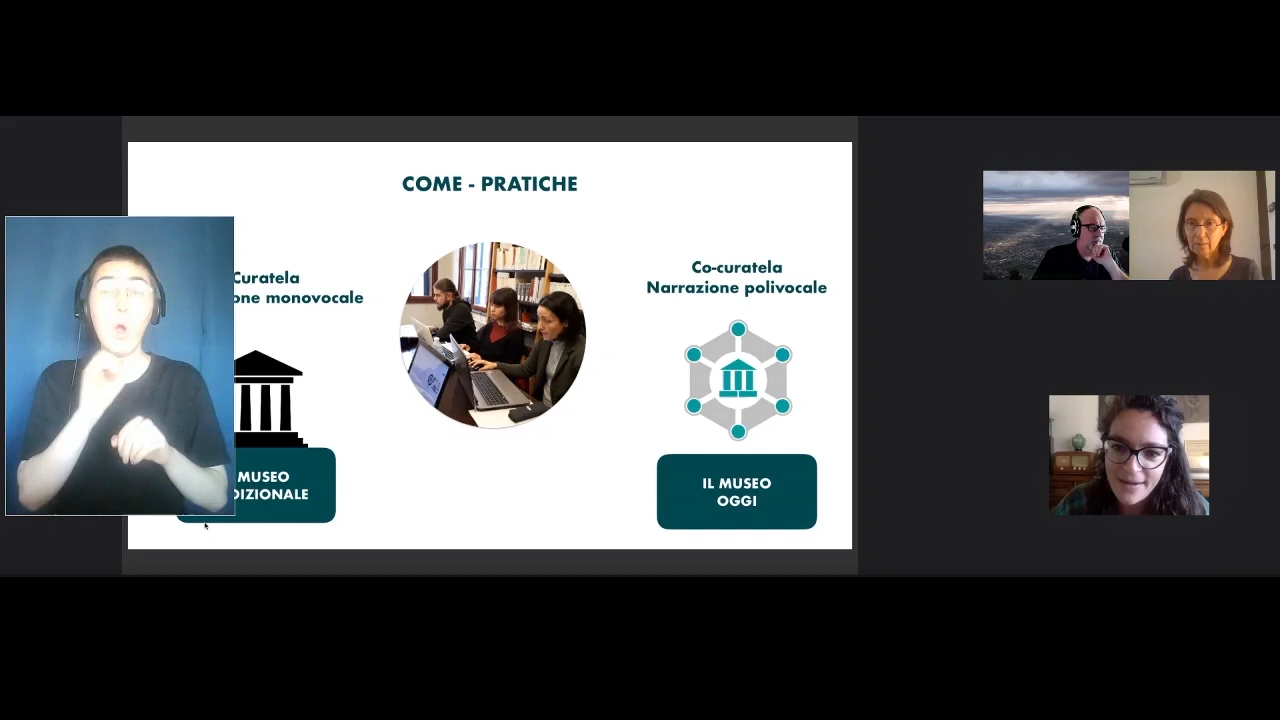 COME - PRATICHE
Curatela
one monovocale
MUSEO
DIZIONALE
Co-curatela
Narrazione polivocale
IL MUSEO
OGGI